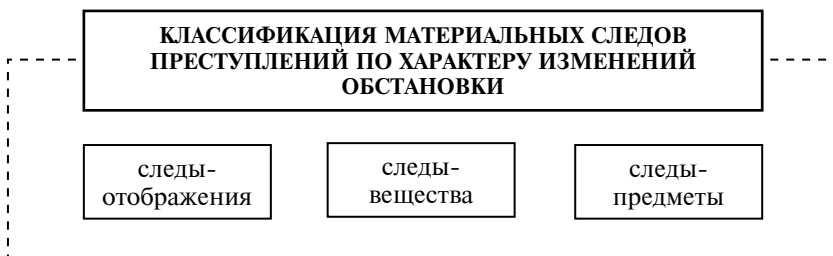 КЛАССИФИКАЦИЯ МАТЕРИАЛЬНЫХ СЛЕДОВ
ПРЕСТУПЛЕНИЙ ПО ХАРАКТЕРУ ИЗМЕНЕНИЙ
ОБСТАНОВКИ
следы-
отображения
следы-
вещества
следы-
предметы